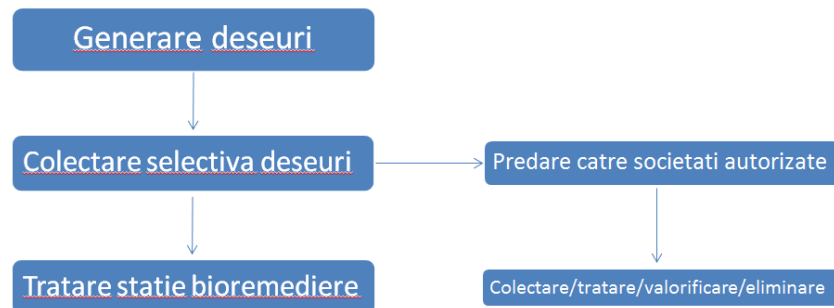 Generare deseuri
Colectare selectiva deseuri
Predare catre societati autorizate
Tratare statie bioremediere
Colectare/tratare/valorificare/eliminare